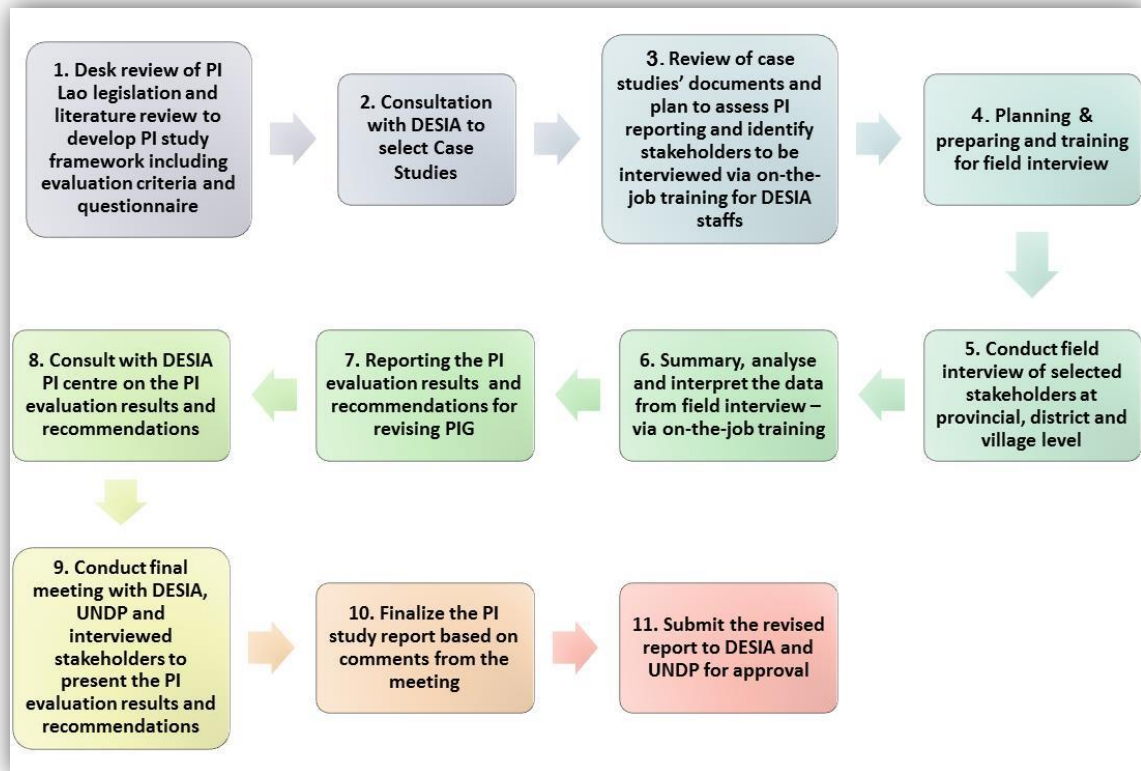 1. Desk review of PI
Lao legislation and
literature review to
develop PI study
framework including
evaluation criteria and
questionnaire
2. Consultation
with DESIA to
select Case
Studies
3. Review of case
studies’ documents and
plan to assess PI
reporting and identify
stakeholders to be
interviewed via on-the-
job training for DESIA
staffs
4. Planning &
preparing and training
for field interview
5. Conduct field
interview of selected
stakeholders at
provincial, district and
village level
6. Summary, analyse
and interpret the data
from field interview –
via on-the-job training
7. Reporting the PI
evaluation results and
recommendations for
revising PIG
8. Consult with DESIA
PI centre on the PI
evaluation results and
recommendations
9. Conduct final
meeting with DESIA,
UNDP and
interviewed
stakeholders to
present the PI
evaluation results and
recommendations
10. Finalize the PI
study report based on
comments from the
meeting
11. Submit the revised
report to DESIA and
UNDP for approval